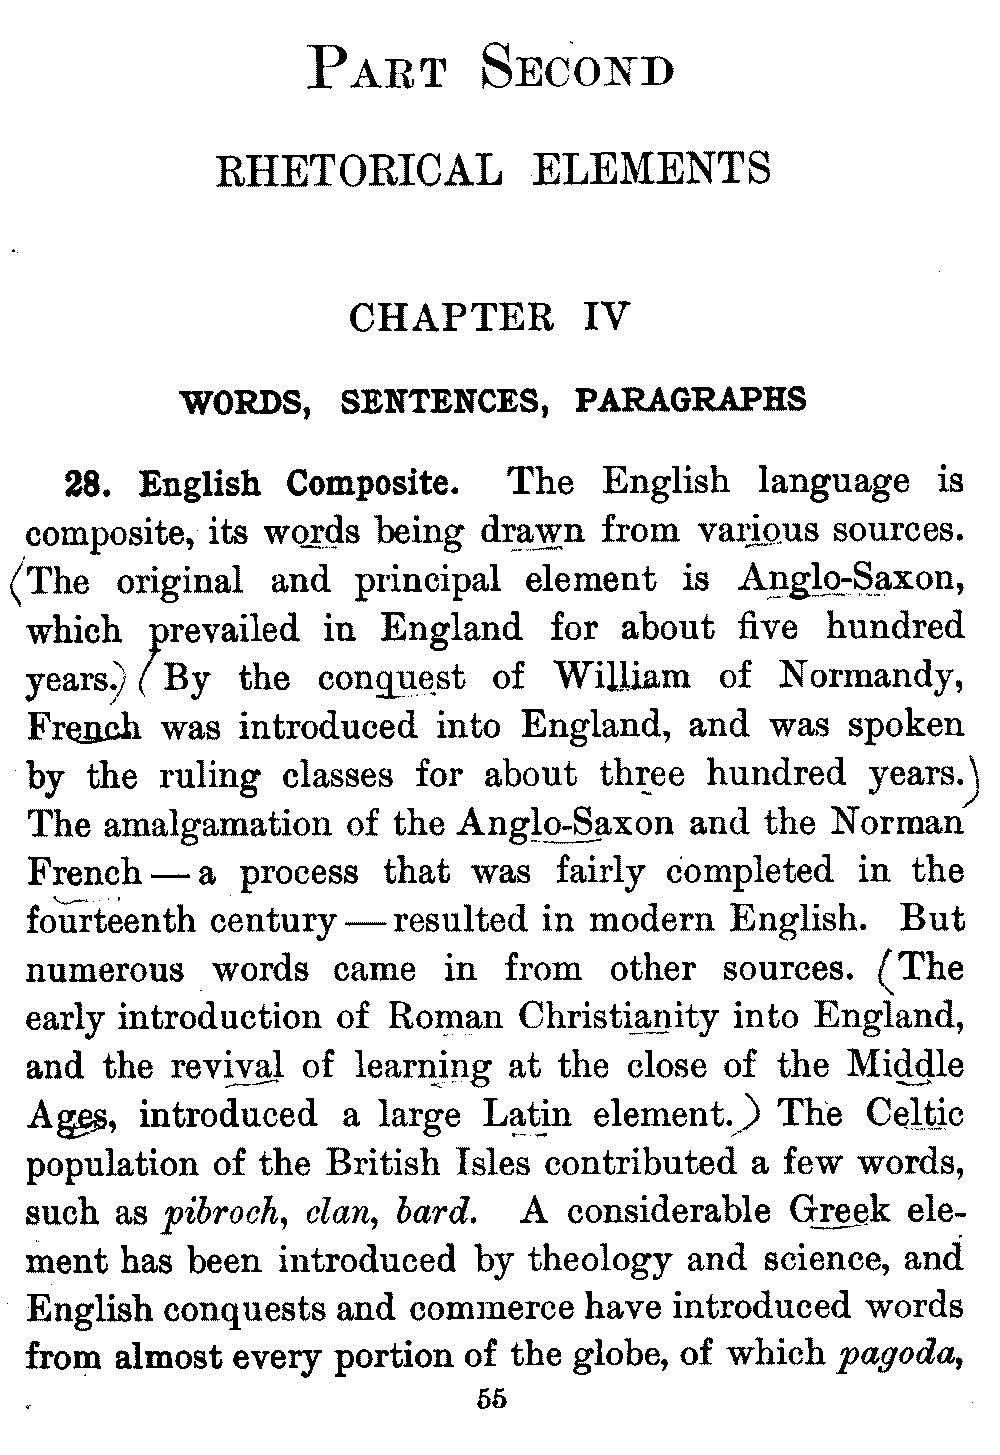 PART SECOND
RHETORICAL ELEMENTS
CHAPTER IV
WORDS, SENTENCES, PARAGRAPHS
28. English Composite. The English language is
composite, its words being drawn from various sources.
(The original and principal element is Anglo-Saxon,
which prevailed in England for about five hundred
years.) (By the conquest of William of Normandy,
French was introduced into England, and was spoken
by the ruling classes for about three hundred years.)
The amalgamation of the Anglo-Saxon and the Norman
French — a process that was fairly completed in the
fourteenth century — resulted in modern English. But
numerous words came in from other sources. (The
early introduction of Roman Christianity into England,
and the revival of learning at the close of the Middle
Ages, introduced a large Latin element.) The Celtic
population of the British Isles contributed a few words,
such as pibroch, clan, bard. A considerable Greek ele-
ment has been introduced by theology and science, and
English conquests and commerce have introduced words
from almost every portion of the globe, of which pagoda,
55